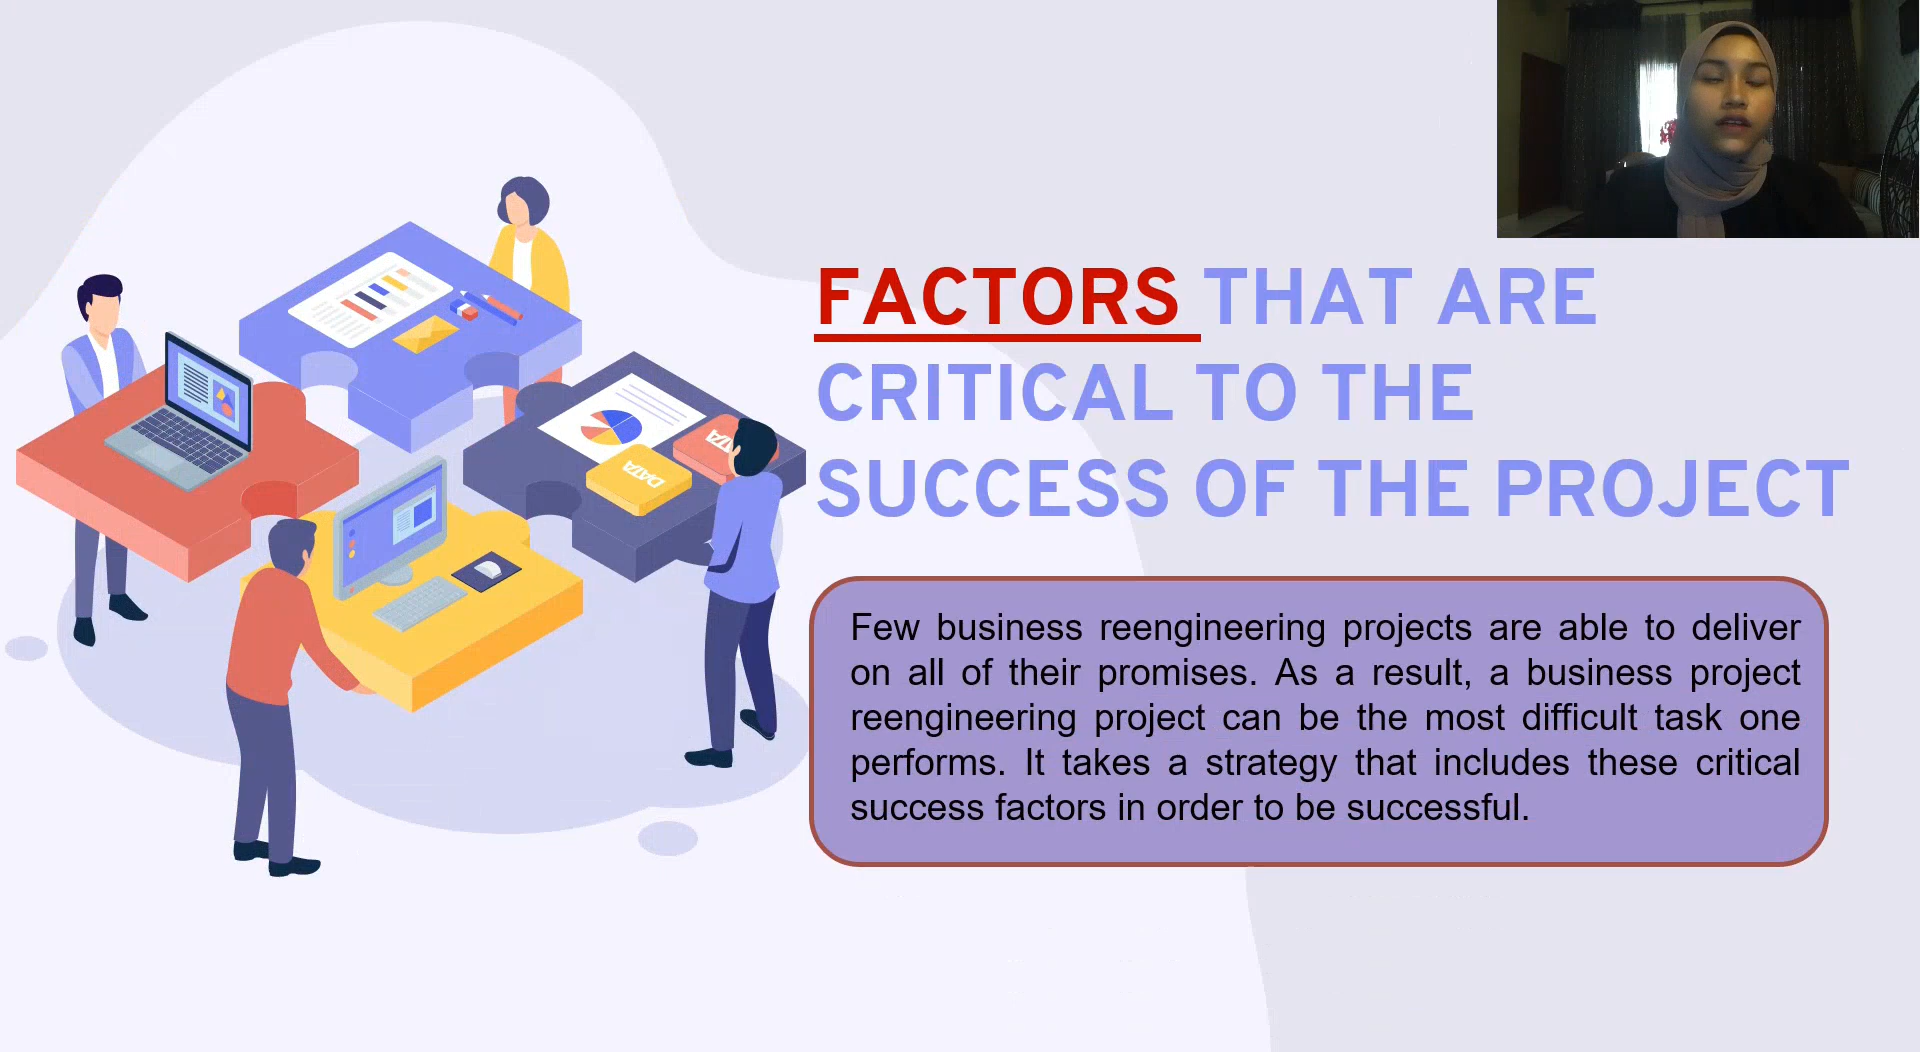 FACTORS THAT ARE
CRITICAL TO THE
SUCCESS OF THE PROJECT
Few business reengineering projects are able to deliver
on all of their promises. As a result, a business project
reengineering project can be the most difficult task one
performs. It takes a strategy that includes these critical
success factors in order to be successful.
DATA
DATA